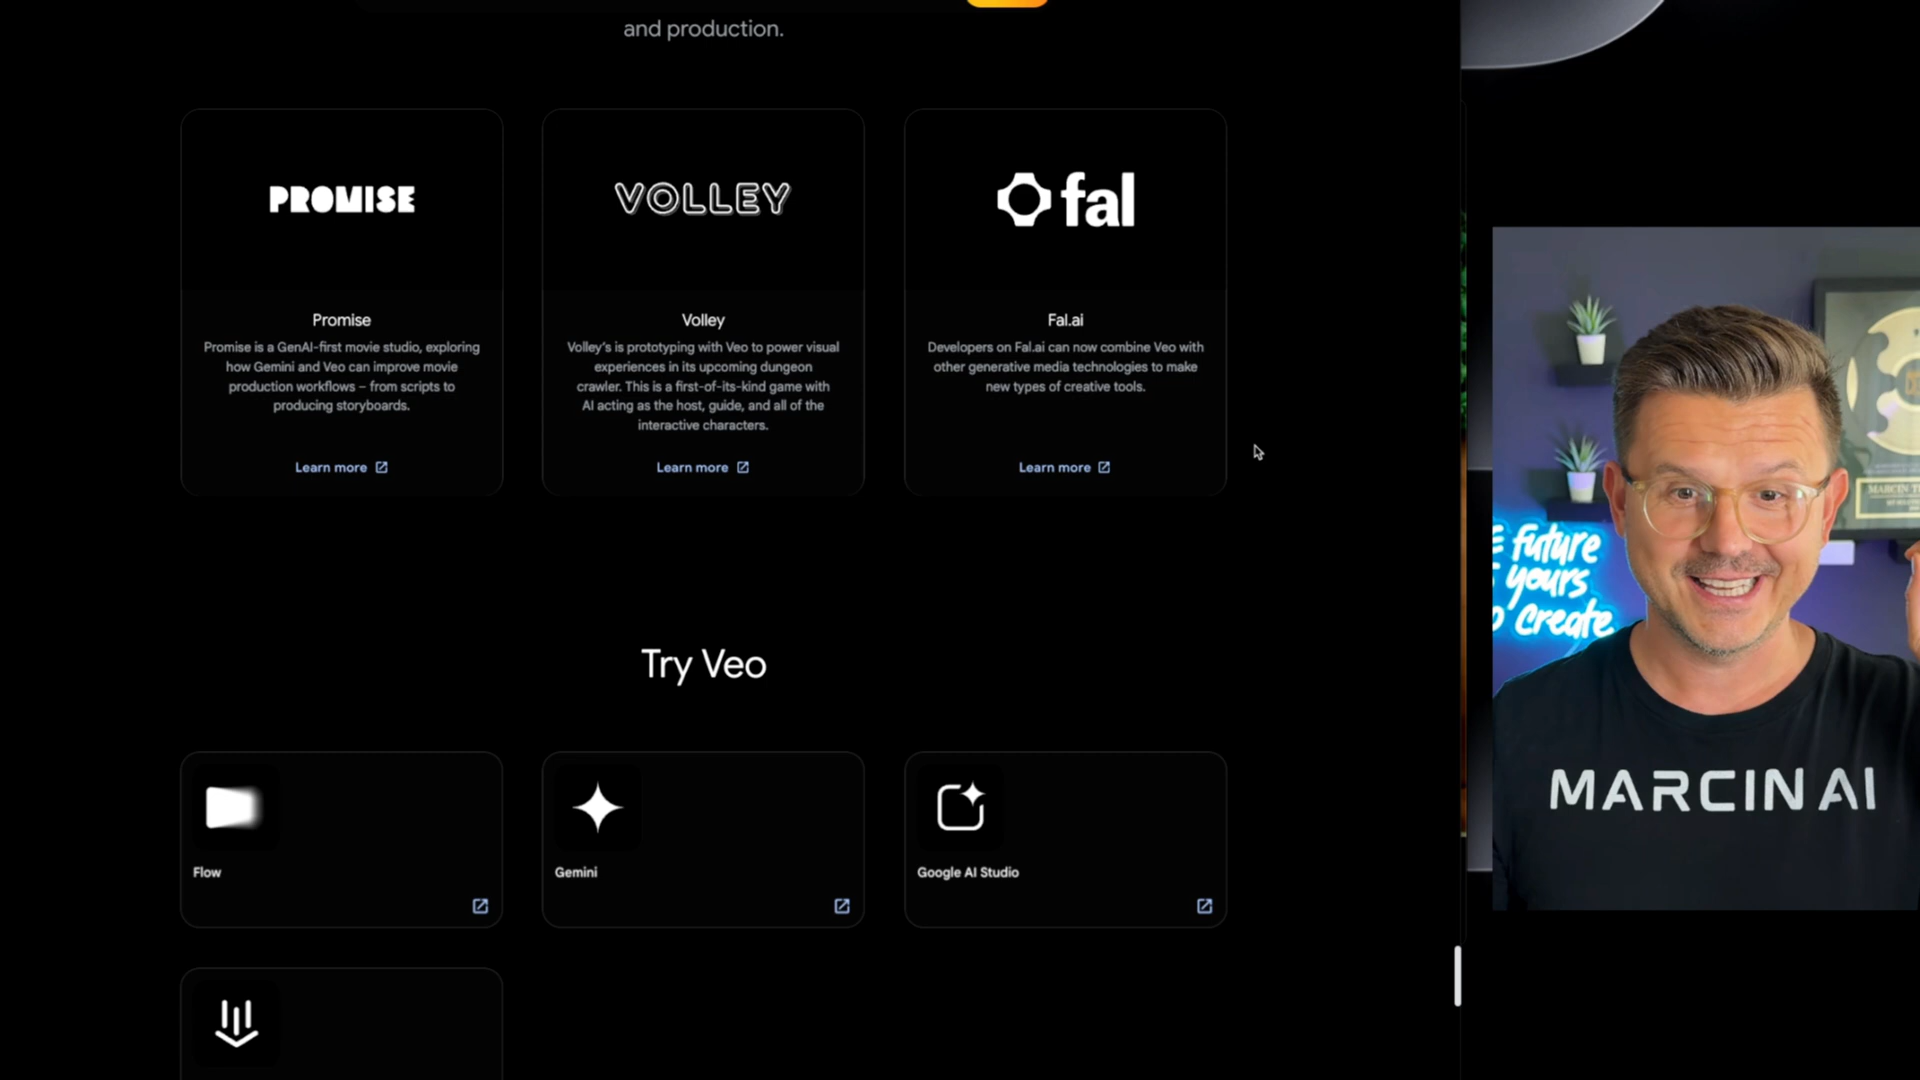 and production.
PROMISE
VOLLEY
fal
Promise
Promise is a GenAI-first movie studio, exploring
how Gemini and Veo can improve movie
production workflows – from scripts to
producing storyboards.
Learn more
Volley
Volley's is prototyping with Veo to power visual
experiences in its upcoming dungeon
crawler. This is a first-of-its-kind game with
AI acting as the host, guide, and all of the
interactive characters.
Learn more
Fal.ai
Developers on Fal.ai can now combine Veo with
other generative media technologies to make
new types of creative tools.
Learn more
Try Veo
Flow
Gemini
Google AI Studio
future
yours
Create
MARCIN
MARCIN AI